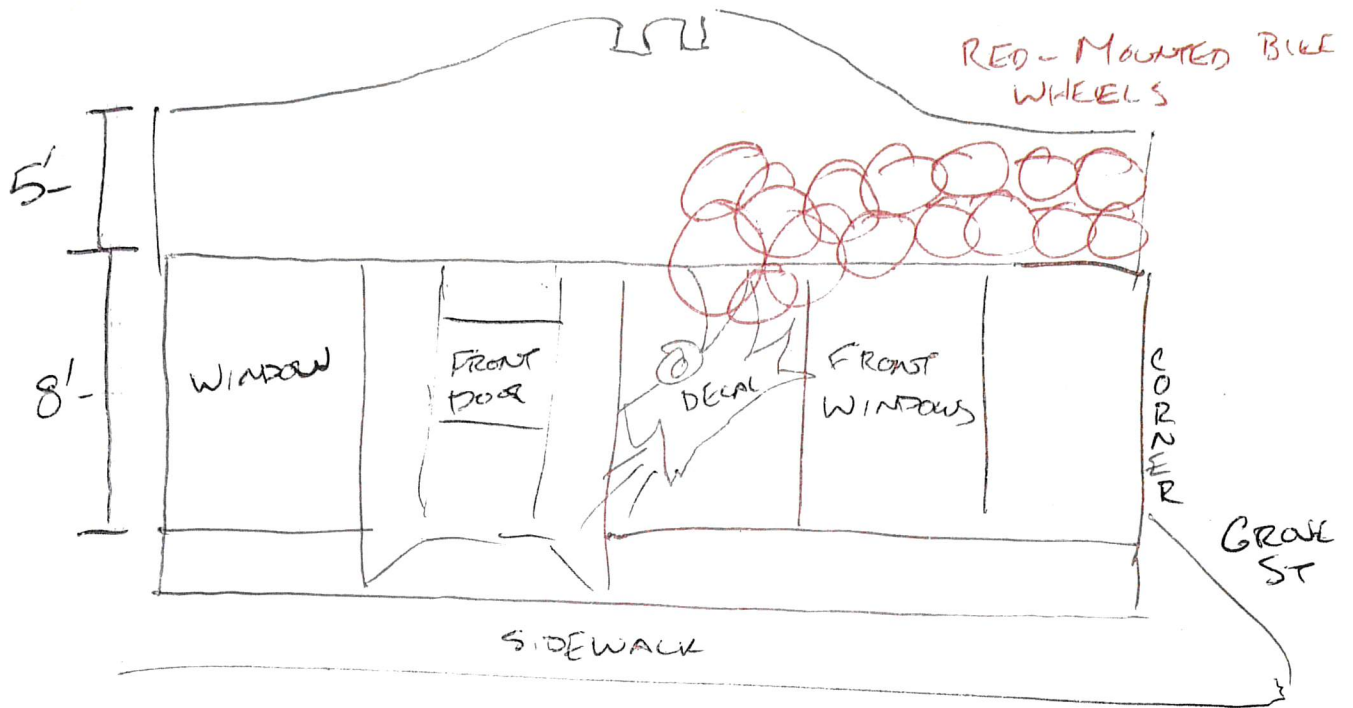 RED - MOUNTED BIKE
WHEELS
5'-
8'-
WINDOW
FRONT
DOOR
DECAL
FRONT
WINDOWS
CORNER
GROVE
ST
SIDEWALK